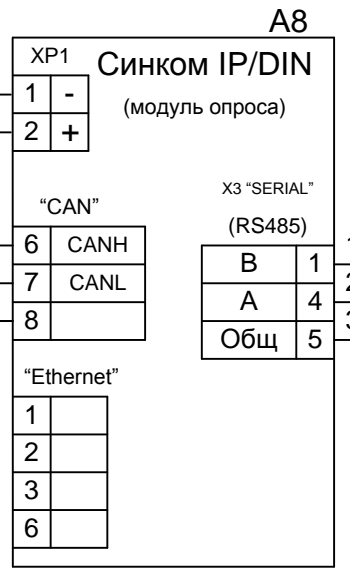 A8
XP1
Синком IP/DIN
(модуль опроса)
1 -
2 +
“CAN”
6 CANH
7 CANL
8
X3 “SERIAL”
(RS485)
B 1
A 4
Общ 5
“Ethernet”
1
2
3
6